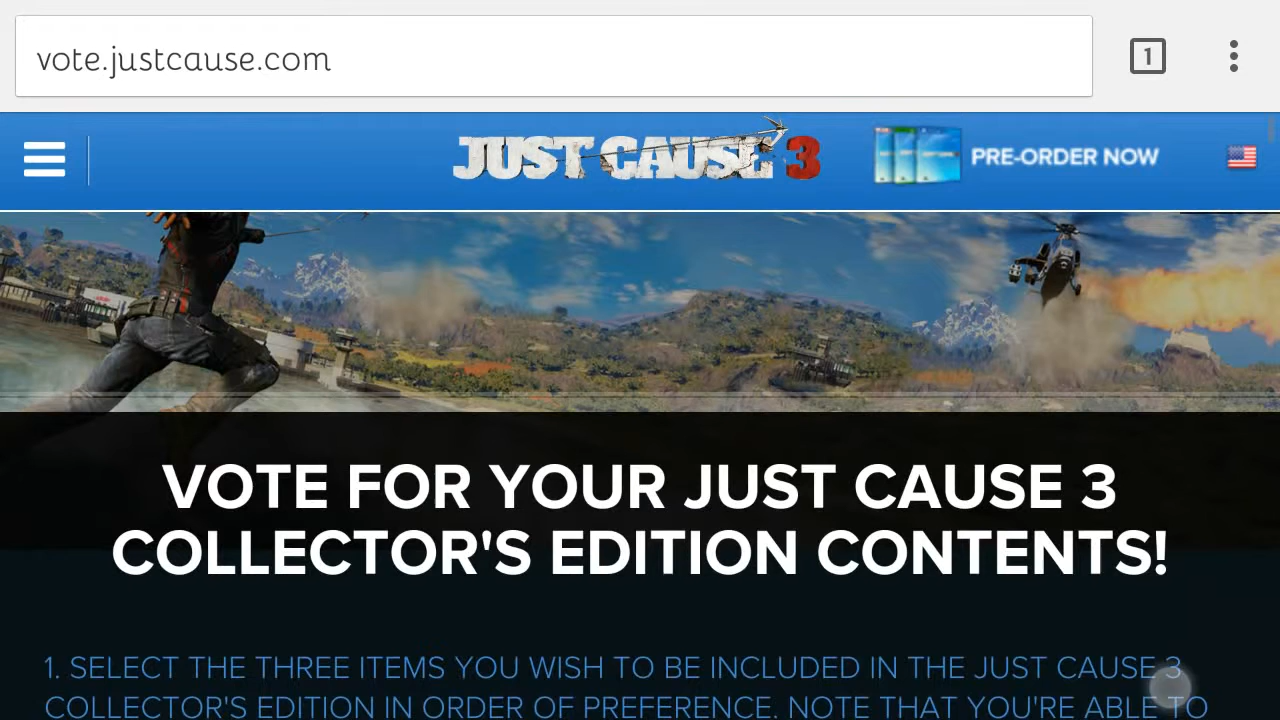 vote.justcause.com
1
JUST CAUSE 3
PRE-ORDER NOW
VOTE FOR YOUR JUST CAUSE 3
COLLECTOR'S EDITION CONTENTS!
1. SELECT THE THREE ITEMS YOU WISH TO BE INCLUDED IN THE JUST CAUSE 3
COLLECTOR'S EDITION IN ORDER OF PREFERENCE. NOTE THAT YOU'RE ABLE TO